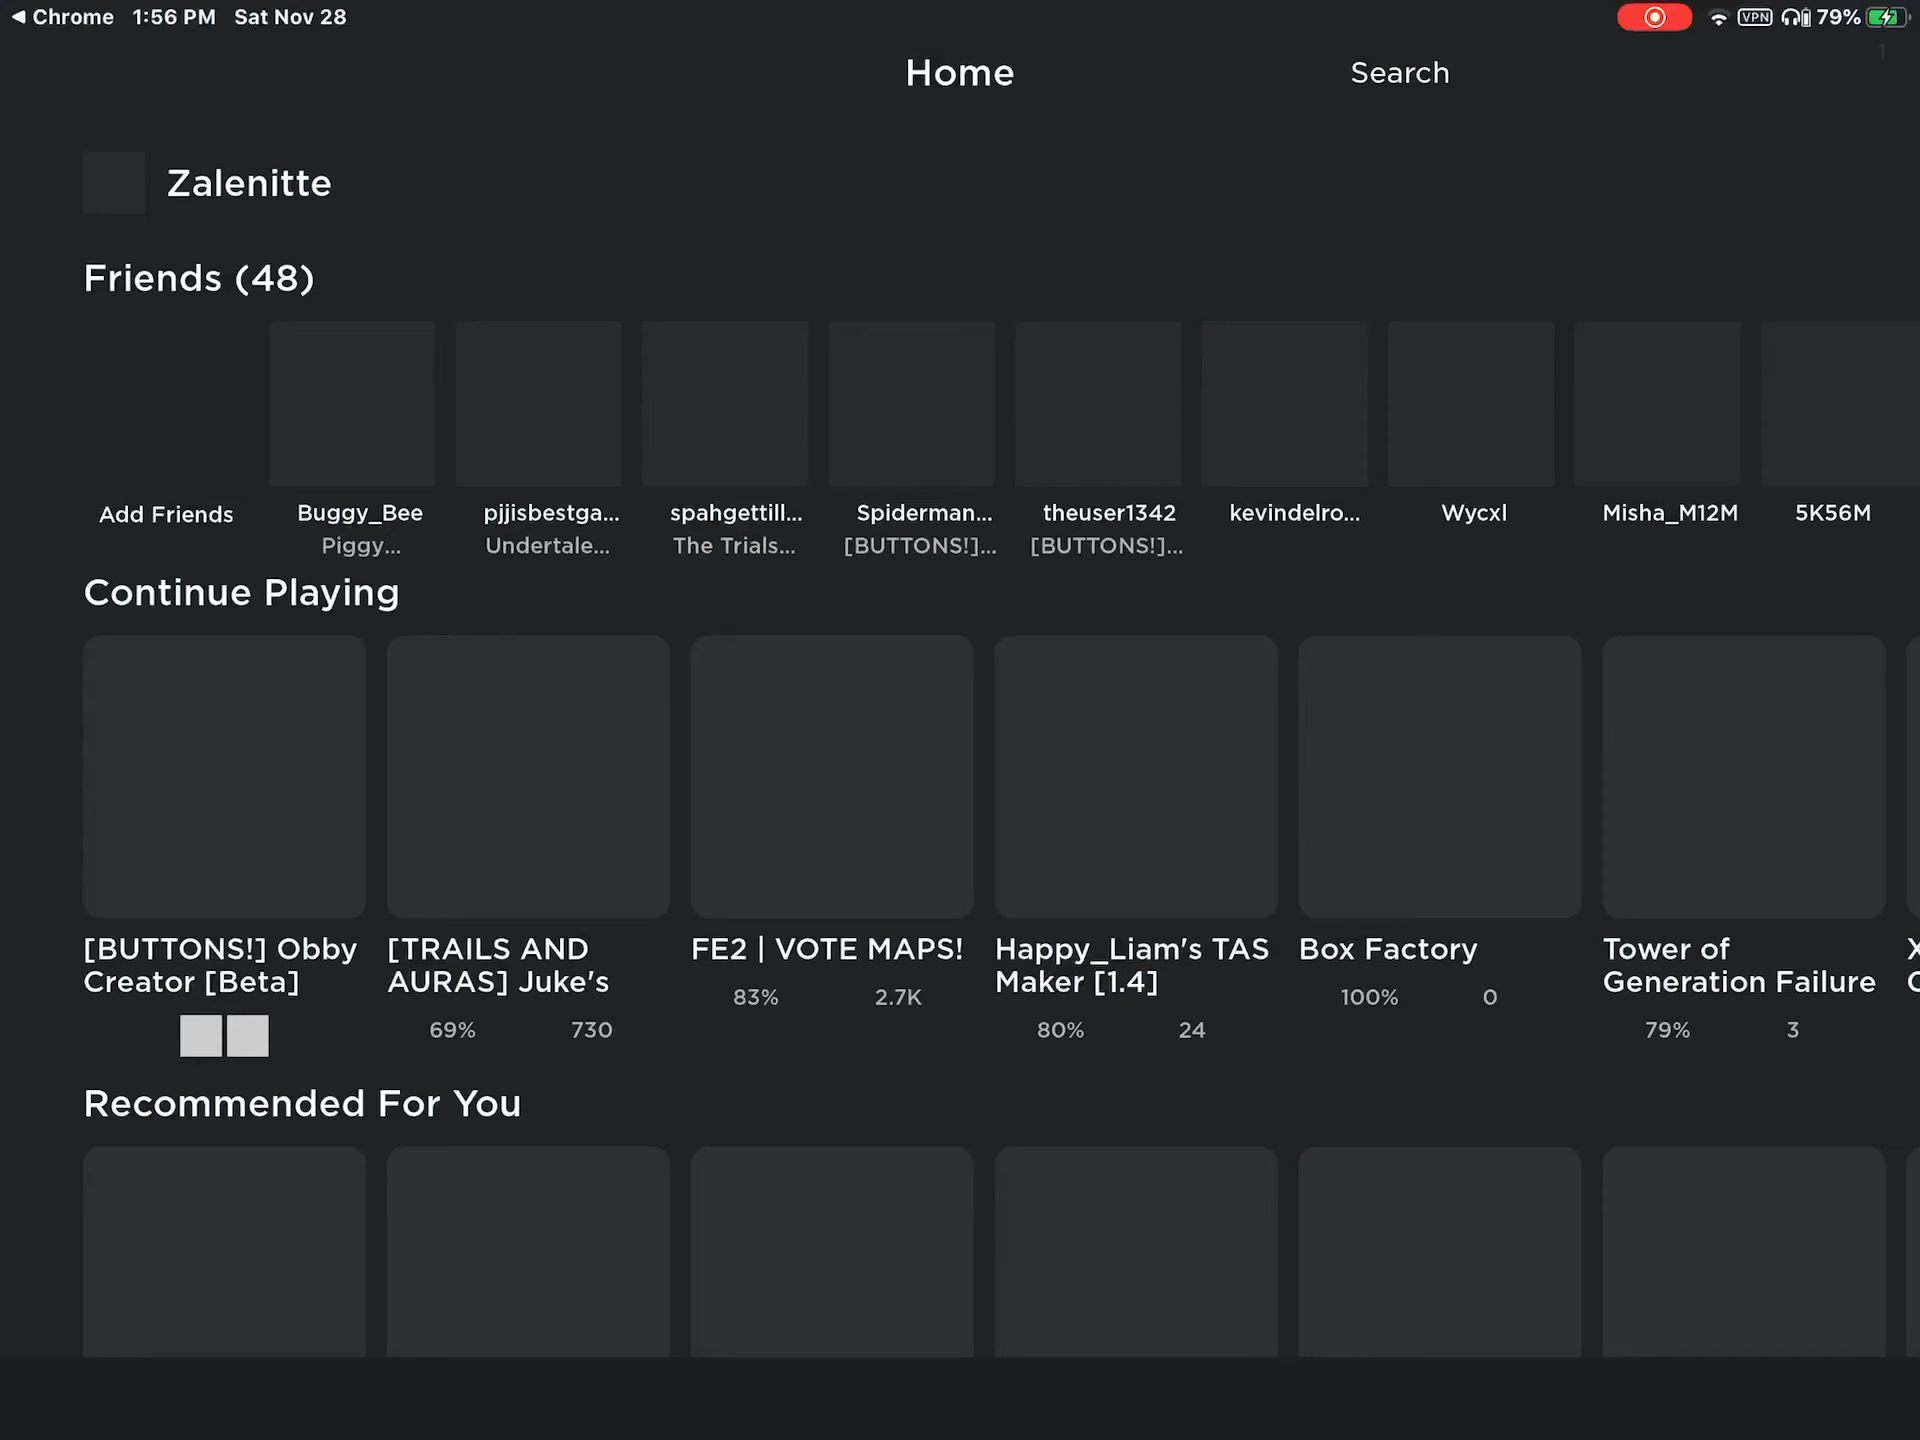 ◀ Chrome 1:56 PM Sat Nov 28 VPN 79%
Home Search
Zalenitte
Friends (48)
Add Friends Buggy_Bee pjjisbestga... spahgettill... Spiderman... theuser1342 kevindelro... Wycxl Misha_M12M 5K56M
Piggy... Undertale... The Trials... [BUTTONS!]... [BUTTONS!]...
Continue Playing
[BUTTONS!] Obby Creator [Beta]
[TRAILS AND AURAS] Juke's
69% 730
FE2 | VOTE MAPS!
83% 2.7K
Happy_Liam's TAS Maker [1.4]
80% 24
Box Factory
100% 0
Tower of Generation Failure
79% 3
Recommended For You